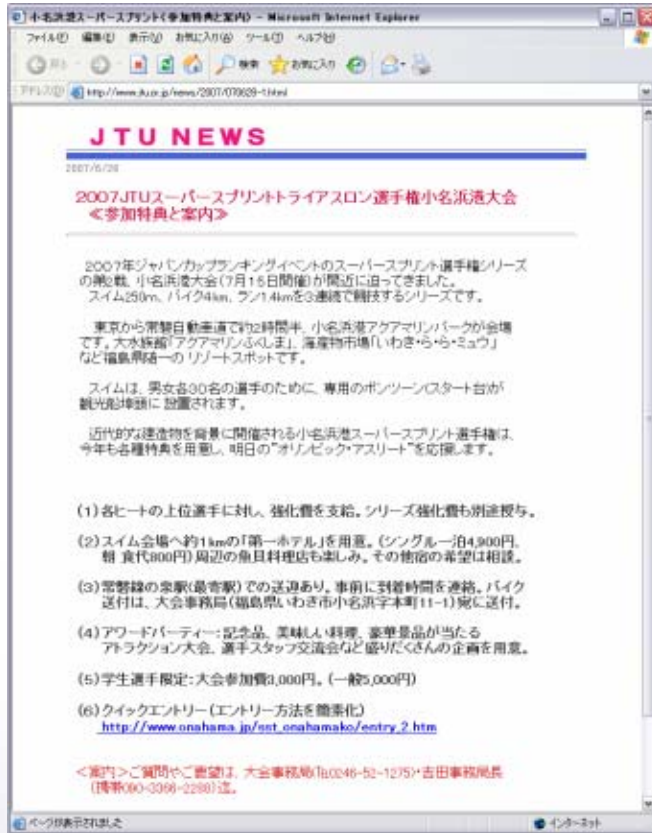 小名浜港スーパースプリント《参加特典と案内》 - Microsoft Internet Explorer
ファイル(F) 編集(E) 表示(V) お気に入り(A) ツール(T) ヘルプ(H)
戻る 検索 お気に入り
アドレス(D)
JTU NEWS
2007JTUスーパースプリントトライアスロン選手権小名浜港大会
≪参加特典と案内≫
2007年ジャパンカップランキングイベントのスーパースプリント選手権シリーズ
の第2戦、小名浜港大会(7月15日開催)が間近に迫ってきました。
スイム250m、バイク4km、ラン1.4kmを3連続で競技するシリーズです。
東京から常磐自動車道で約2時間半、小名浜港アクアマリンパークが会場
です。大水族館「アクアマリンふくしま」、海産物市場「いわき・ら・ら・ミュウ」
など福島県随一の リゾートスポットです。
スイムは、男女各30名の選手のために、専用のポンツーン(スタート台)が
観光船埠頭に 設置されます。
近代的な建造物を背景に開催される小名浜港スーパースプリント選手権は、
今年も各種特典を用意し、明日の"オリンピック・アスリート"を応援します。
(1)各ヒートの上位選手に対し、強化費を支給。シリーズ強化費も別途授与。
(2)スイム会場へ約1kmの「第一ホテル」を用意。(シングル一泊4,900円、
朝 食代800円)周辺の魚貝料理店も楽しみ。その他宿の希望は相談。
(3)常磐線の泉駅(最寄駅)での送迎あり。事前に到着時間を連絡。バイク
送付は、大会事務局(福島県いわき市小名浜字本町11-1)宛に送付。
(4)アワードパーティー:記念品、美味しい料理、豪華景品が当たる
アトラクション大会、選手スタッフ交流会など盛りだくさんの企画を用意。
(5)学生選手限定:大会参加費3,000円。(一般5,000円)
(6)クイックエントリー(エントリー方法を簡素化)
http://www.onahama.jp/sst_onahamako/entry_2.htm
<案内>ご質問やご要望は、大会事務局(℡0246-52-1275)・吉田事務局長
(携帯090-3366-2288)迄。
ページが表示されました インターネット